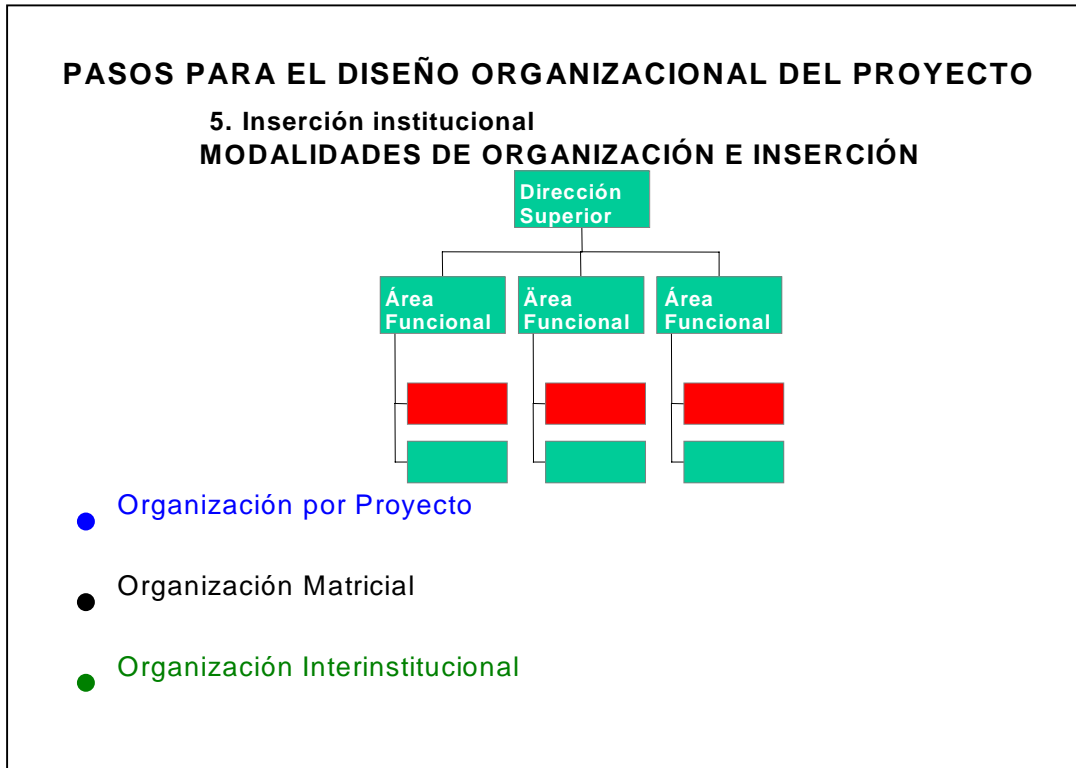 PASOS PARA EL DISEÑO ORGANIZACIONAL DEL PROYECTO
5. Inserción institucional
MODALIDADES DE ORGANIZACIÓN E INSERCIÓN
Dirección
Superior
Área
Funcional
Ärea
Funcional
Área
Funcional
Organización por Proyecto
Organización Matricial
Organización Interinstitucional